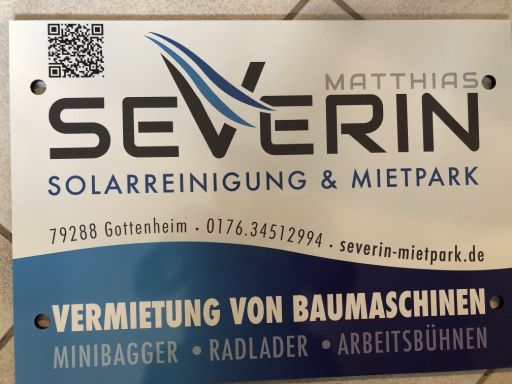 MATTHIAS
SEVERIN
SOLARREINIGUNG & MIETPARK
79288 Gottenheim · 0176.34512994 · severin-mietpark.de
VERMIETUNG VON BAUMASCHINEN
MINIBAGGER • RADLADER • ARBEITSBÜHNEN